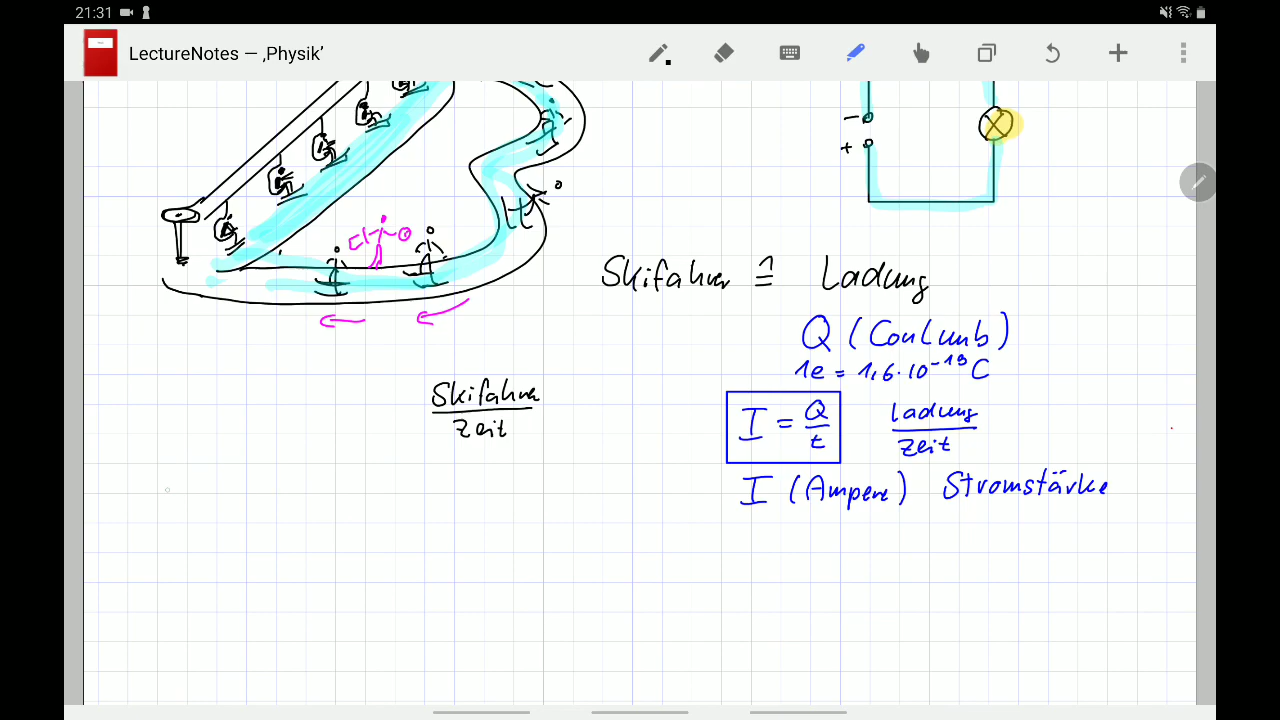 21:31
LectureNotes — ‚Physik‘
−
+
Skifahrer ≙ Ladung
Q (Coulumb)
1e = 1,6·10⁻¹⁹ C
Skifahrer
Zeit
I = Q/t
Ladung
Zeit
I (Ampere) Stromstärke